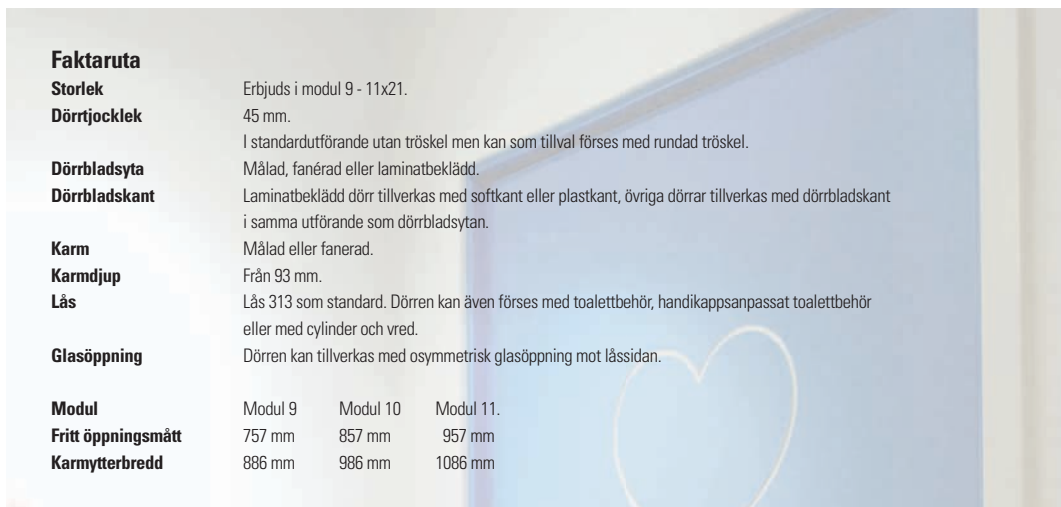 Faktaruta
Storlek Erbjuds i modul 9 - 11x21.
Dörrtjocklek 45 mm.
I standardutförande utan tröskel men kan som tillval förses med rundad tröskel.
Dörrbladsyta Målad, fanérad eller laminatbeklädd.
Dörrbladskant Laminatbeklädd dörr tillverkas med softkant eller plastkant, övriga dörrar tillverkas med dörrbladskant
i samma utförande som dörrbladsytan.
Karm Målad eller fanerad.
Karmdjup Från 93 mm.
Lås Lås 313 som standard. Dörren kan även förses med toalettbehör, handikappsanpassat toalettbehör
eller med cylinder och vred.
Glasöppning Dörren kan tillverkas med osymmetrisk glasöppning mot låssidan.
Modul Modul 9 Modul 10 Modul 11.
Fritt öppningsmått 757 mm 857 mm 957 mm
Karmytterbredd 886 mm 986 mm 1086 mm